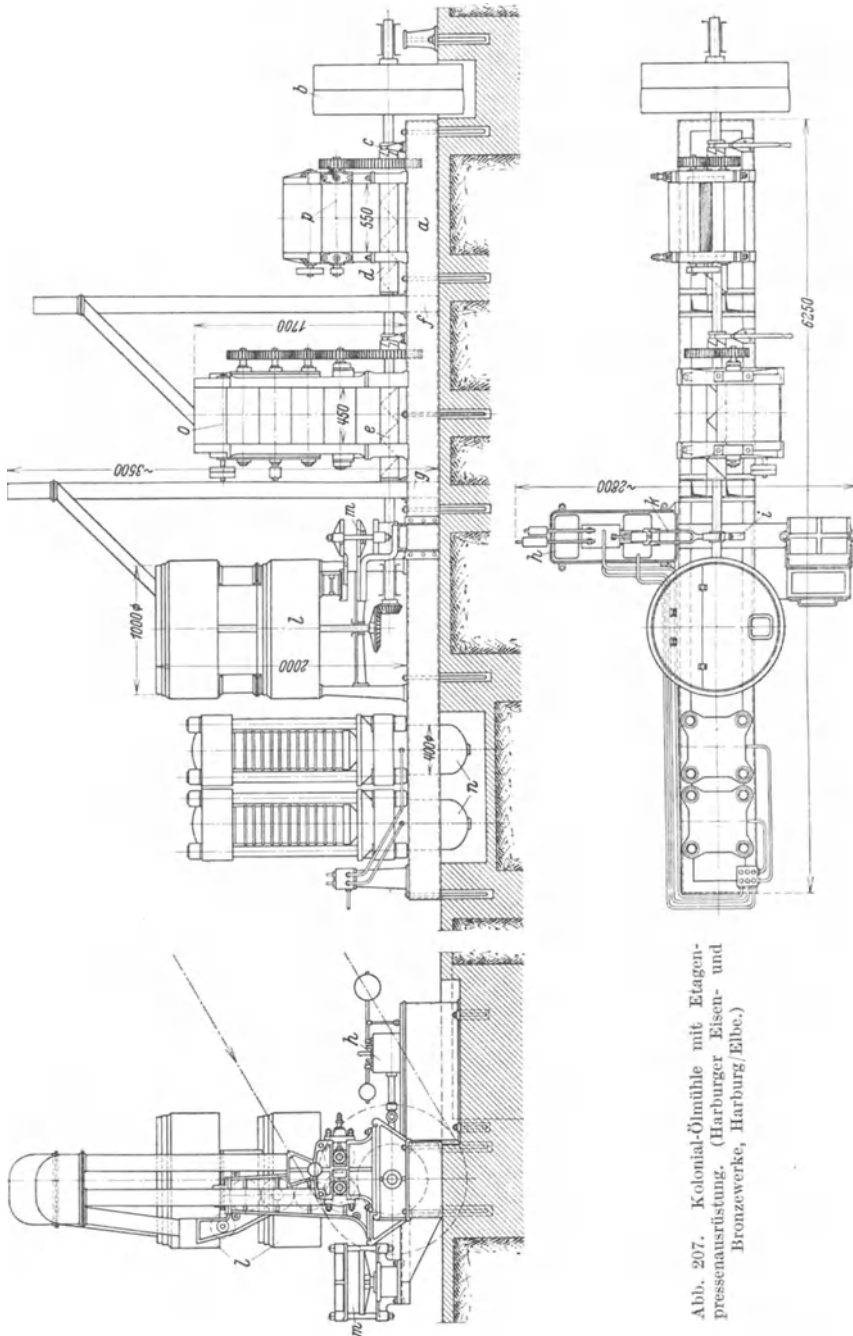 b
c
p
550
a
d
f
1700
o
450
e
~3500
g
m
1000 φ
l
2000
400φ
n
h
l
m
~2800
h
k
i
6250
Abb. 207. Kolonial-Ölmühle mit Etagen-
pressenausrüstung. (Harburger Eisen- und
Bronzewerke, Harburg/Elbe.)